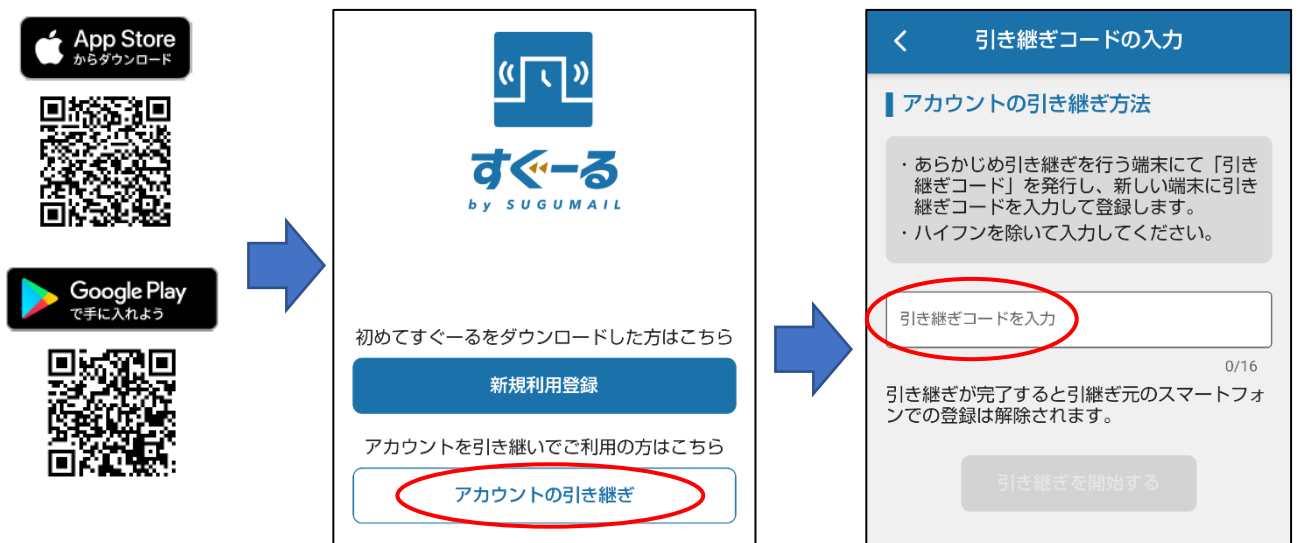 App Store
からダウンロード
Google Play
で手に入れよう
すぐーる
by SUGUMAIL
初めてすぐーるをダウンロードした方はこちら
新規利用登録
アカウントを引き継いでご利用の方はこちら
アカウントの引き継ぎ
引き継ぎコードの入力
アカウントの引き継ぎ方法
・あらかじめ引き継ぎを行う端末にて「引き
継ぎコード」を発行し、新しい端末に引き
継ぎコードを入力して登録します。
・ハイフンを除いて入力してください。
引き継ぎコードを入力
0/16
引き継ぎが完了すると引継ぎ元のスマートフォ
ンでの登録は解除されます。
引き継ぎを開始する